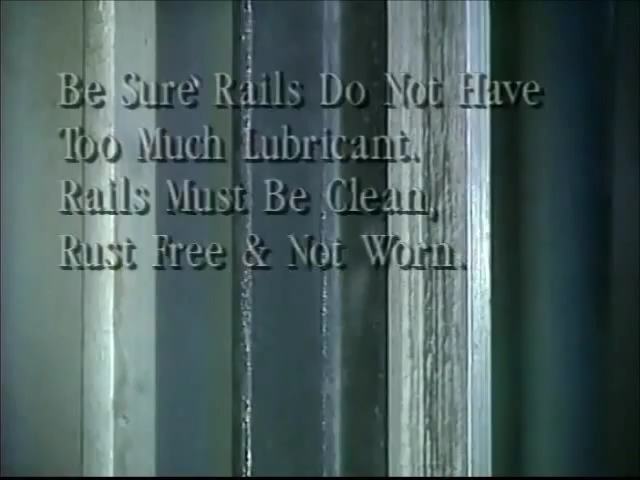 Be Sure Rails Do Not Have
Too Much Lubricant.
Rails Must Be Clean,
Rust Free & Not Worn.